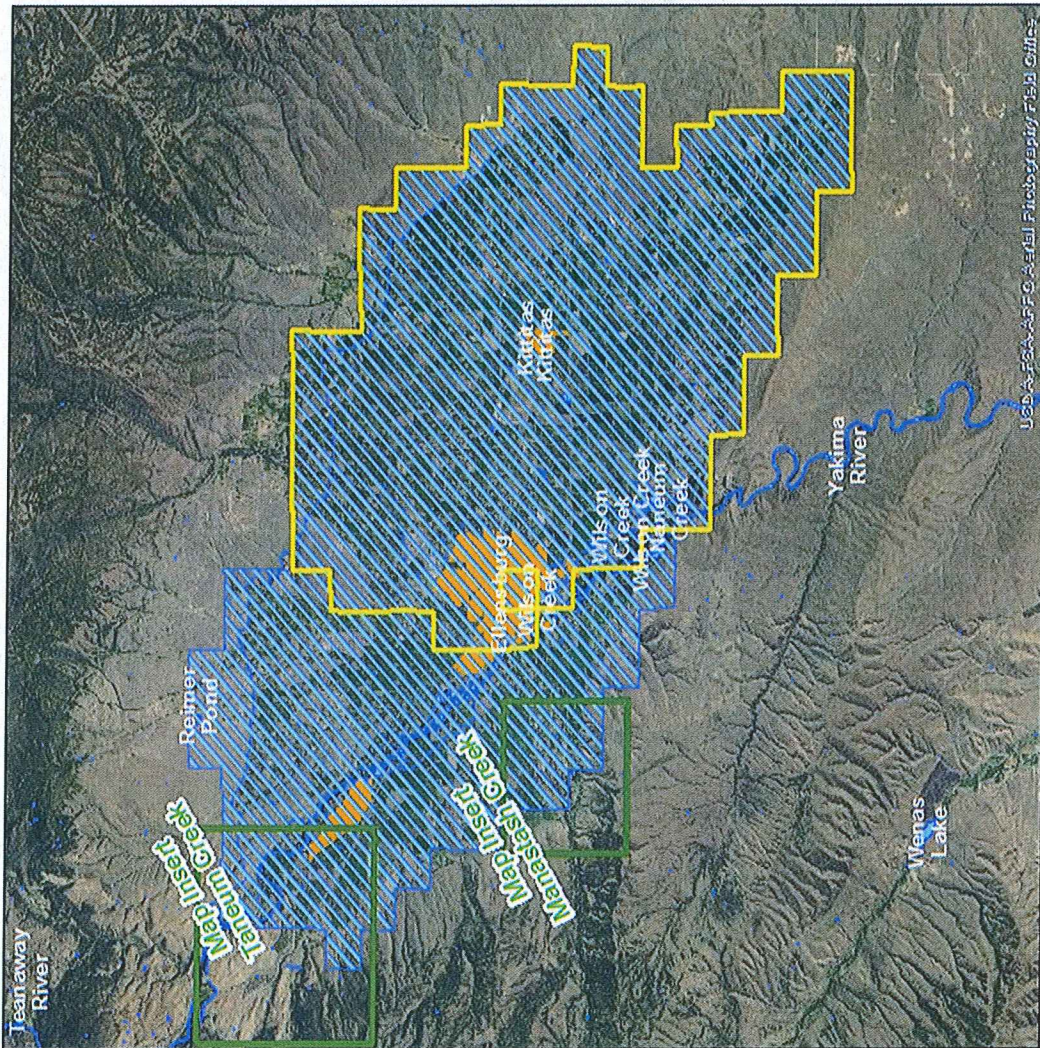 Teanaway
River
Map Insert
Taneum Creek
Reimer
Pond
Map Insert
Manastash Creek
Ellensburg
Wilson
Creek
Wilson
Creek
Wilson Creek
Naneum
Creek
Kittitas
Kittitas
Yakima
River
Wenas
Lake
USDA-FSA-APFO Aerial Photography Field Office